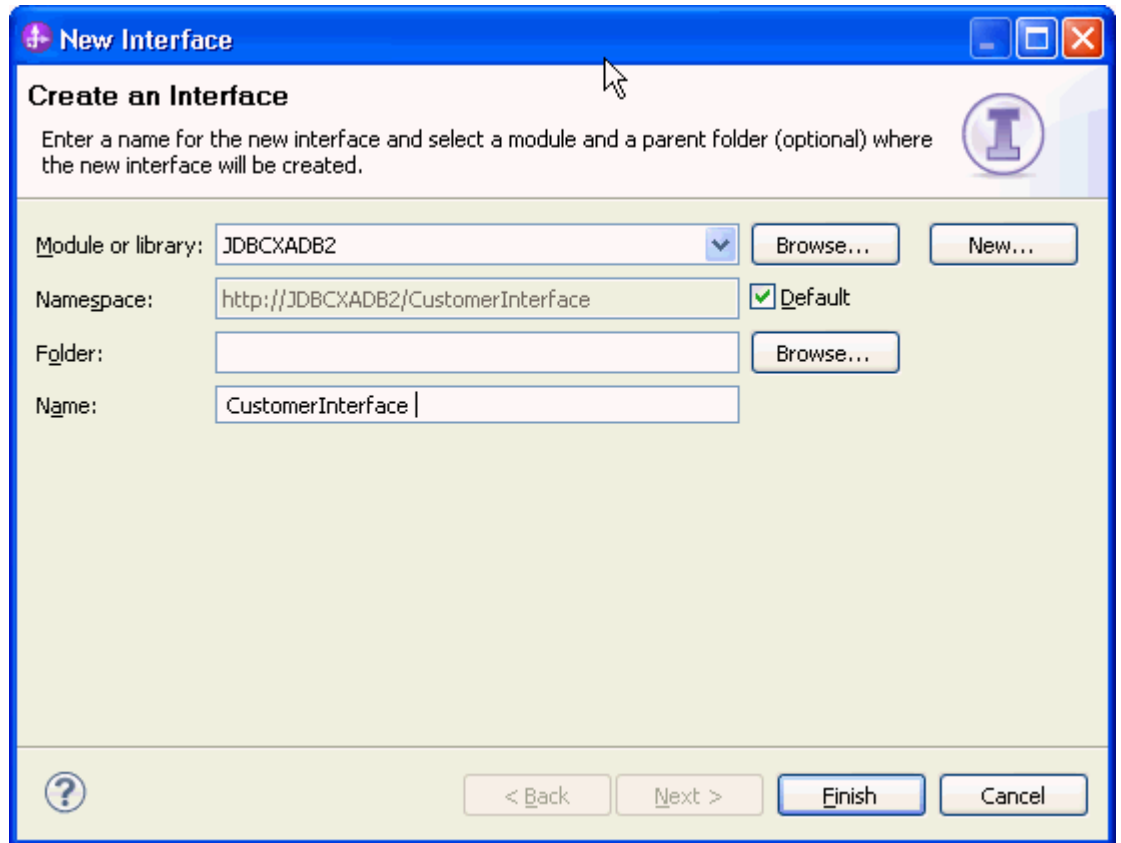 New Interface
Create an Interface
Enter a name for the new interface and select a module and a parent folder (optional) where
the new interface will be created.
Module or library: JDBCXADB2 Browse... New...
Namespace: http://JDBCXADB2/CustomerInterface Default
Folder: Browse...
Name: CustomerInterface
? < Back Next > Finish Cancel